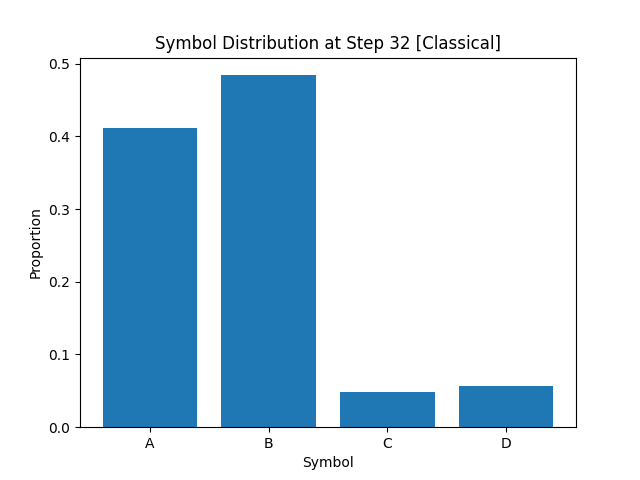 Symbol Distribution at Step 32 [Classical]
0.5
0.4
0.3
0.2
0.1
0.0
Proportion
A B C D
Symbol